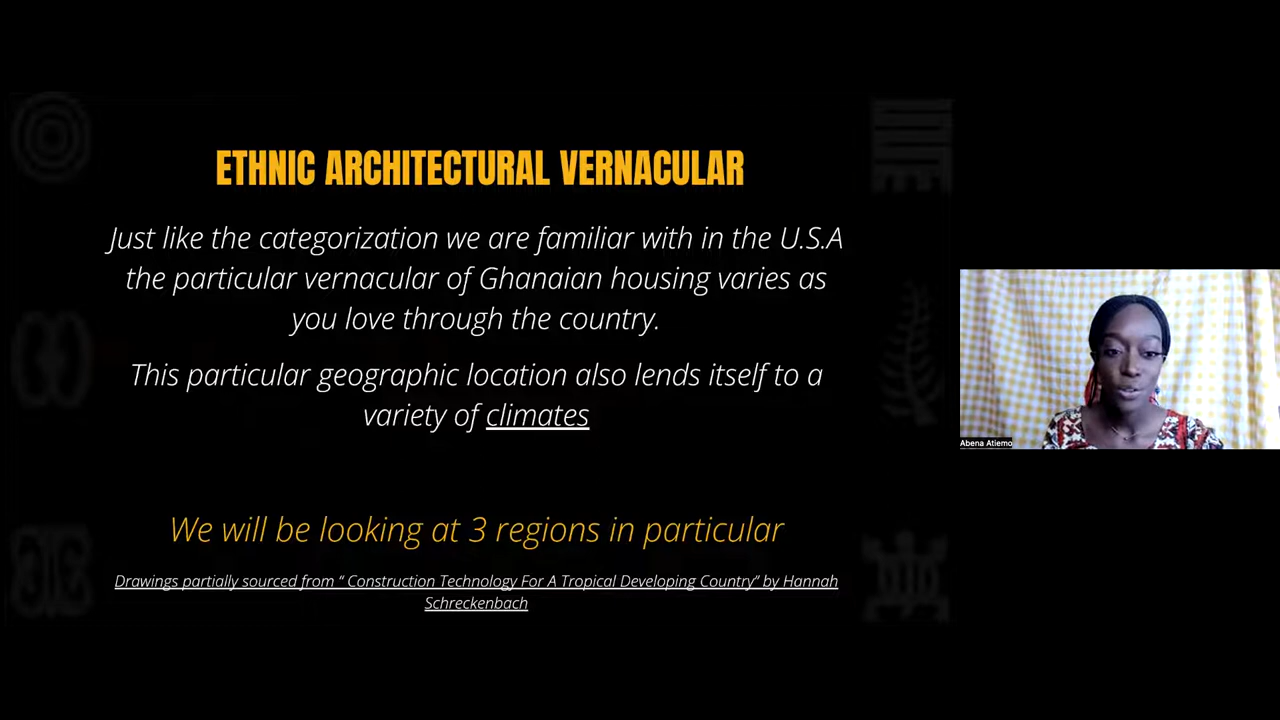 ETHNIC ARCHITECTURAL VERNACULAR
Just like the categorization we are familiar with in the U.S.A
the particular vernacular of Ghanaian housing varies as
you love through the country.
This particular geographic location also lends itself to a
variety of climates
We will be looking at 3 regions in particular
Drawings partially sourced from “ Construction Technology For A Tropical Developing Country” by Hannah
Schreckenbach
Abena Atiemo